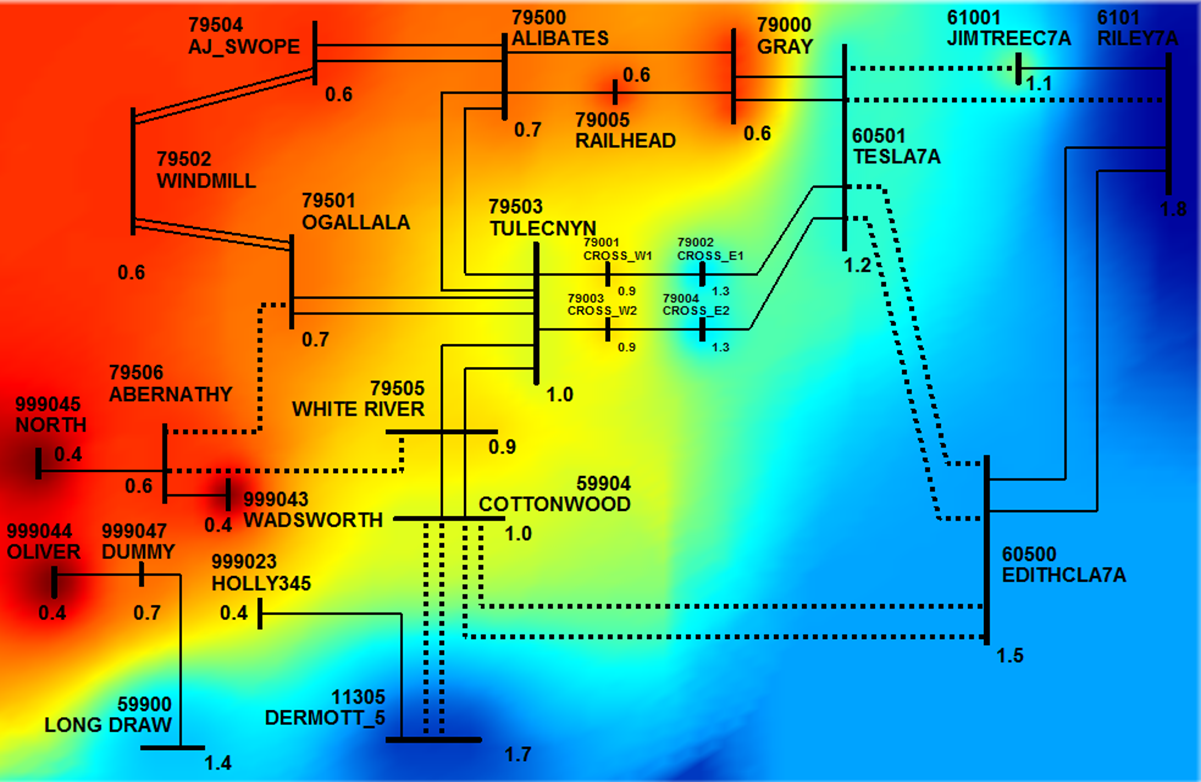 79504
AJ_SWOPE
0.6
79500
ALIBATES
0.7
0.6
79005
RAILHEAD
79000
GRAY
0.6
61001
JIMTREEC7A
1.1
6101
RILEY7A
1.8
60501
TESLA7A
1.2
79502
WINDMILL
0.6
79501
OGALLALA
0.7
79503
TULECNYN
1.0
79001
CROSS_W1
0.9
79002
CROSS_E1
1.3
79003
CROSS_W2
0.9
79004
CROSS_E2
1.3
79506
ABERNATHY
0.6
79505
WHITE RIVER
0.9
999045
NORTH
0.4
999043
WADSWORTH
0.4
59904
COTTONWOOD
1.0
999044
OLIVER
0.4
999047
DUMMY
0.7
999023
HOLLY345
0.4
60500
EDITHCLA7A
1.5
59900
LONG DRAW
1.4
11305
DERMOTT_5
1.7